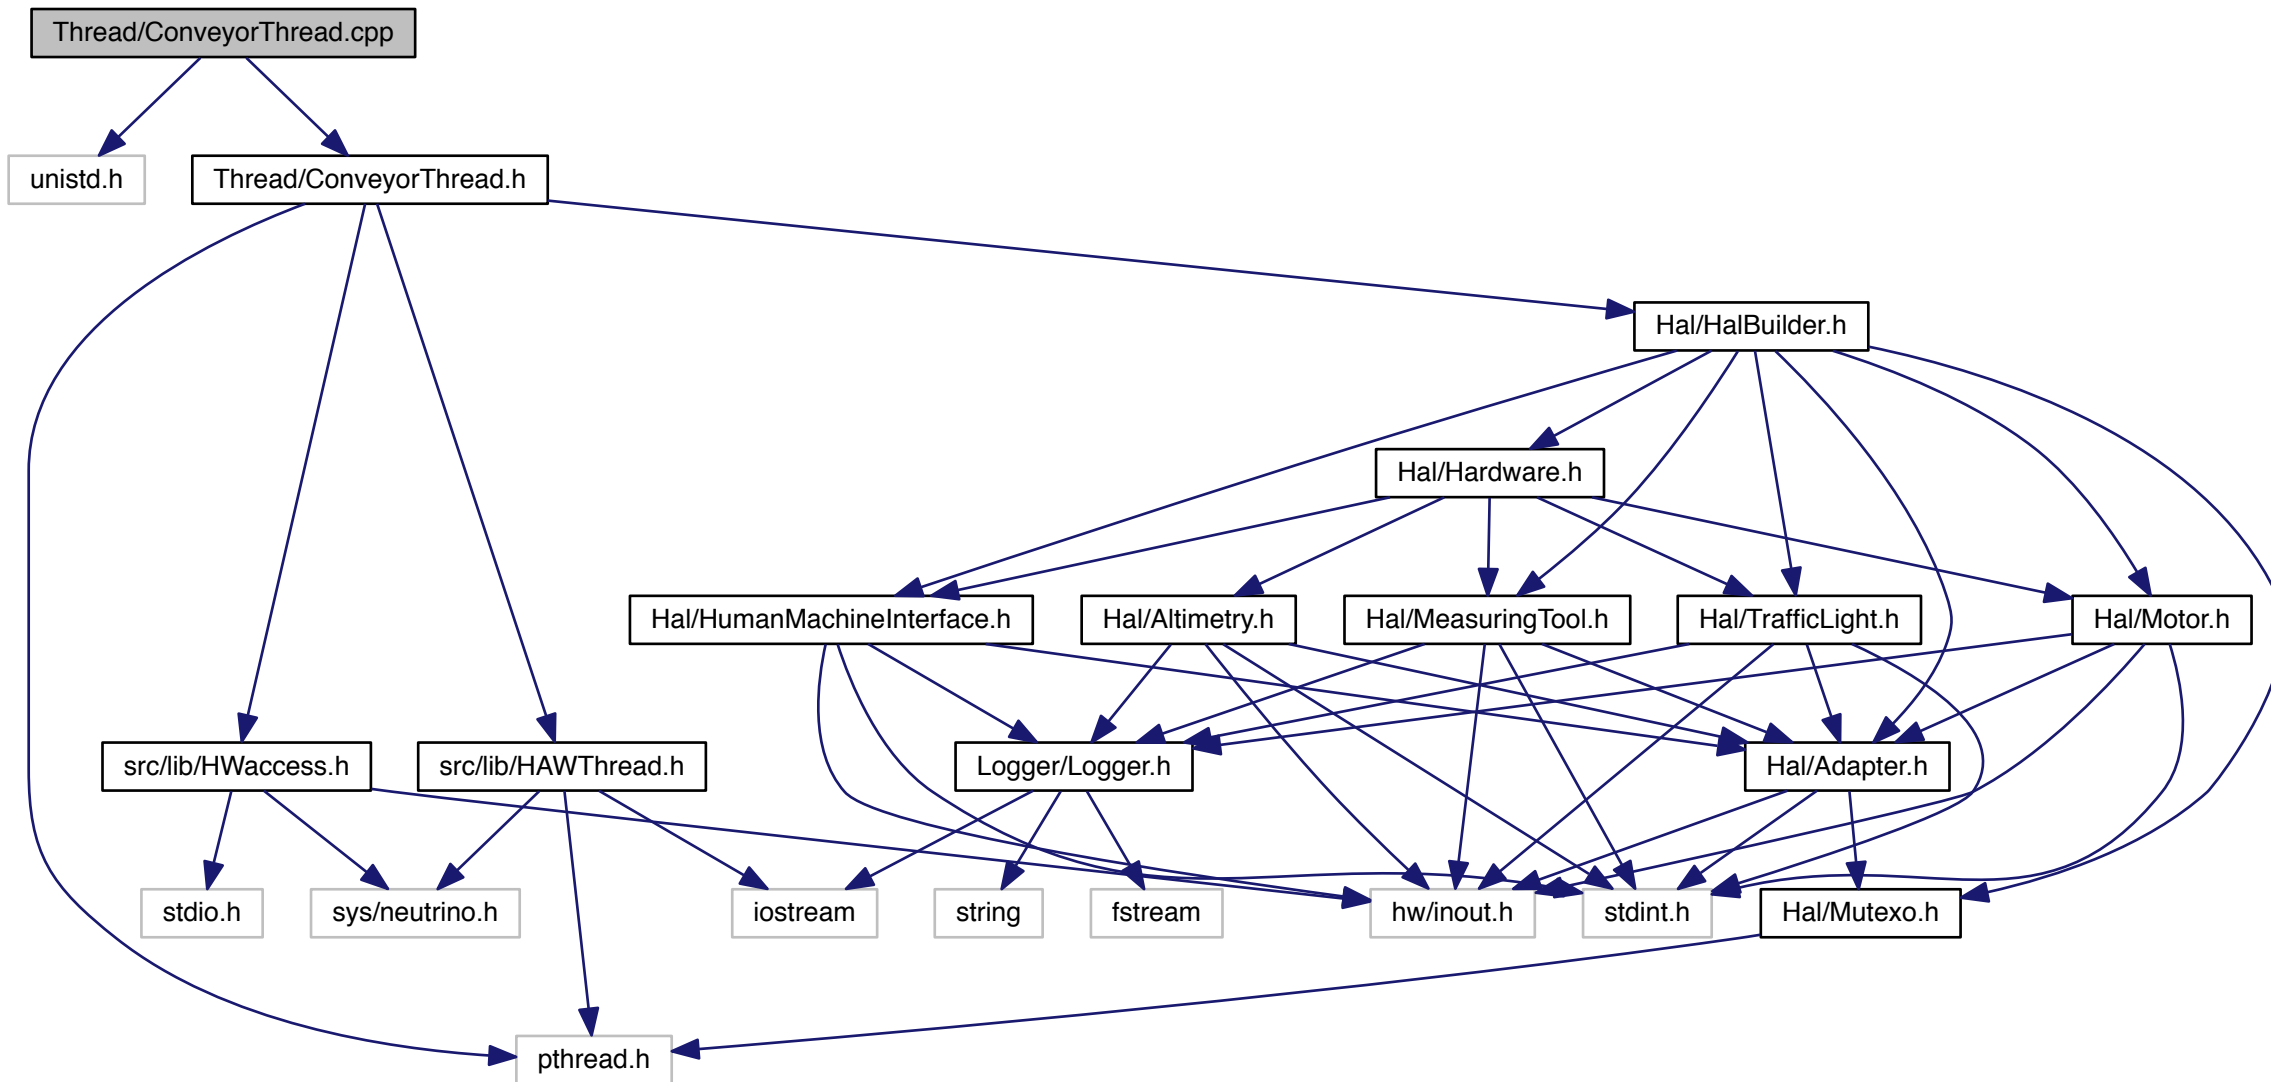 Thread/ConveyorThread.cpp
unistd.h
Thread/ConveyorThread.h
Hal/HalBuilder.h
Hal/Hardware.h
Hal/HumanMachineInterface.h
Hal/Altimetry.h
Hal/MeasuringTool.h
Hal/TrafficLight.h
Hal/Motor.h
src/lib/HWaccess.h
src/lib/HAWThread.h
Logger/Logger.h
Hal/Adapter.h
stdio.h
sys/neutrino.h
iostream
string
fstream
hw/inout.h
stdint.h
Hal/Mutexo.h
pthread.h